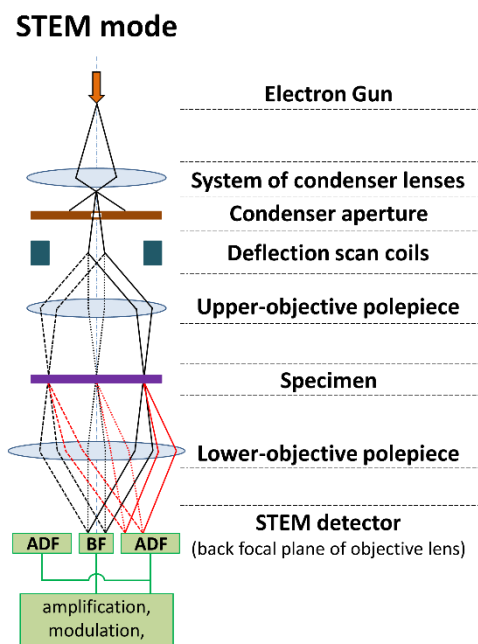 STEM mode
Electron Gun
System of condenser lenses
Condenser aperture
Deflection scan coils
Upper-objective polepiece
Specimen
Lower-objective polepiece
STEM detector
(back focal plane of objective lens)
ADF BF ADF
amplification,
modulation,